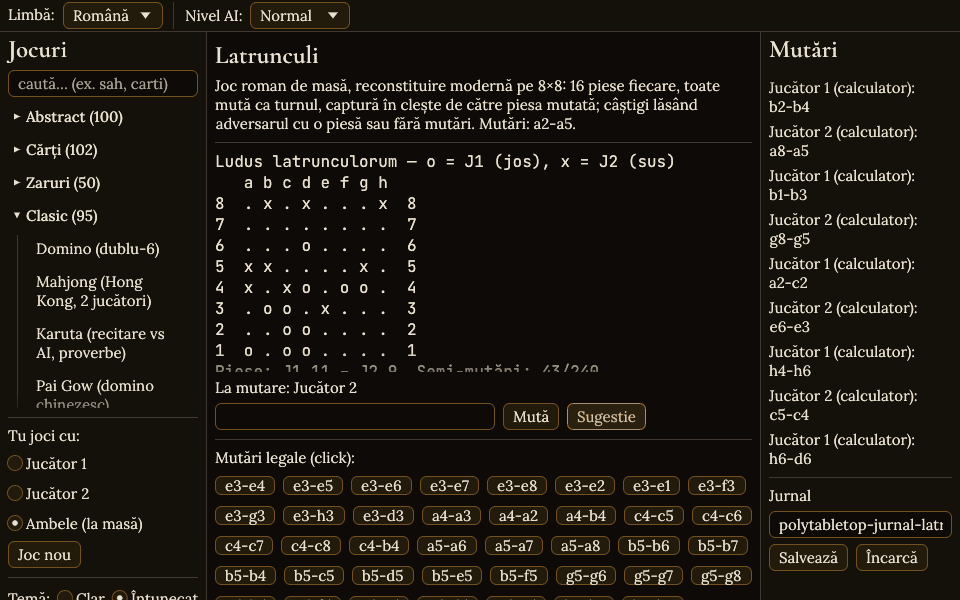 Limbă: Română ▼ Nivel AI: Normal ▼
Jocuri
caută... (ex. sah, carti)
▸ Abstract (100)
▸ Cărți (102)
▸ Zaruri (50)
▾ Clasic (95)
Domino (dublu-6)
Mahjong (Hong
Kong, 2 jucători)
Karuta (recitare vs
AI, proverbe)
Pai Gow (domino
chinezesc)
Tu joci cu:
Jucător 1
Jucător 2
Ambele (la masă)
Joc nou
Temă: Clar Întunecat
Latrunculi
Joc roman de masă, reconstituire modernă pe 8×8: 16 piese fiecare, toate
mută ca turnul, captură în clește de către piesa mutată; câștigi lăsând
adversarul cu o piesă sau fără mutări. Mutări: a2-a5.
Ludus latrunculorum — o = J1 (jos), x = J2 (sus)
a b c d e f g h
8 . x . x . . . x 8
7 . . . . . . . . 7
6 . . . o . . . . 6
5 x x . . . . x . 5
4 x . x o . o o . 4
3 . o o . x . . . 3
2 . . o o . . . . 2
1 o . o o . . . . 1
Piese: J1 11 — J2 9. Semi-mutări: 43/240
La mutare: Jucător 2
Mută Sugestie
Mutări legale (click):
e3-e4 e3-e5 e3-e6 e3-e7 e3-e8 e3-e2 e3-e1 e3-f3
e3-g3 e3-h3 e3-d3 a4-a3 a4-a2 a4-b4 c4-c5 c4-c6
c4-c7 c4-c8 c4-b4 a5-a6 a5-a7 a5-a8 b5-b6 b5-b7
b5-b4 b5-c5 b5-d5 b5-e5 b5-f5 g5-g6 g5-g7 g5-g8
Mutări
Jucător 1 (calculator):
b2-b4
Jucător 2 (calculator):
a8-a5
Jucător 1 (calculator):
b1-b3
Jucător 2 (calculator):
g8-g5
Jucător 1 (calculator):
a2-c2
Jucător 2 (calculator):
e6-e3
Jucător 1 (calculator):
h4-h6
Jucător 2 (calculator):
c5-c4
Jucător 1 (calculator):
h6-d6
Jurnal
polytabletop-jurnal-latr
Salvează Încarcă